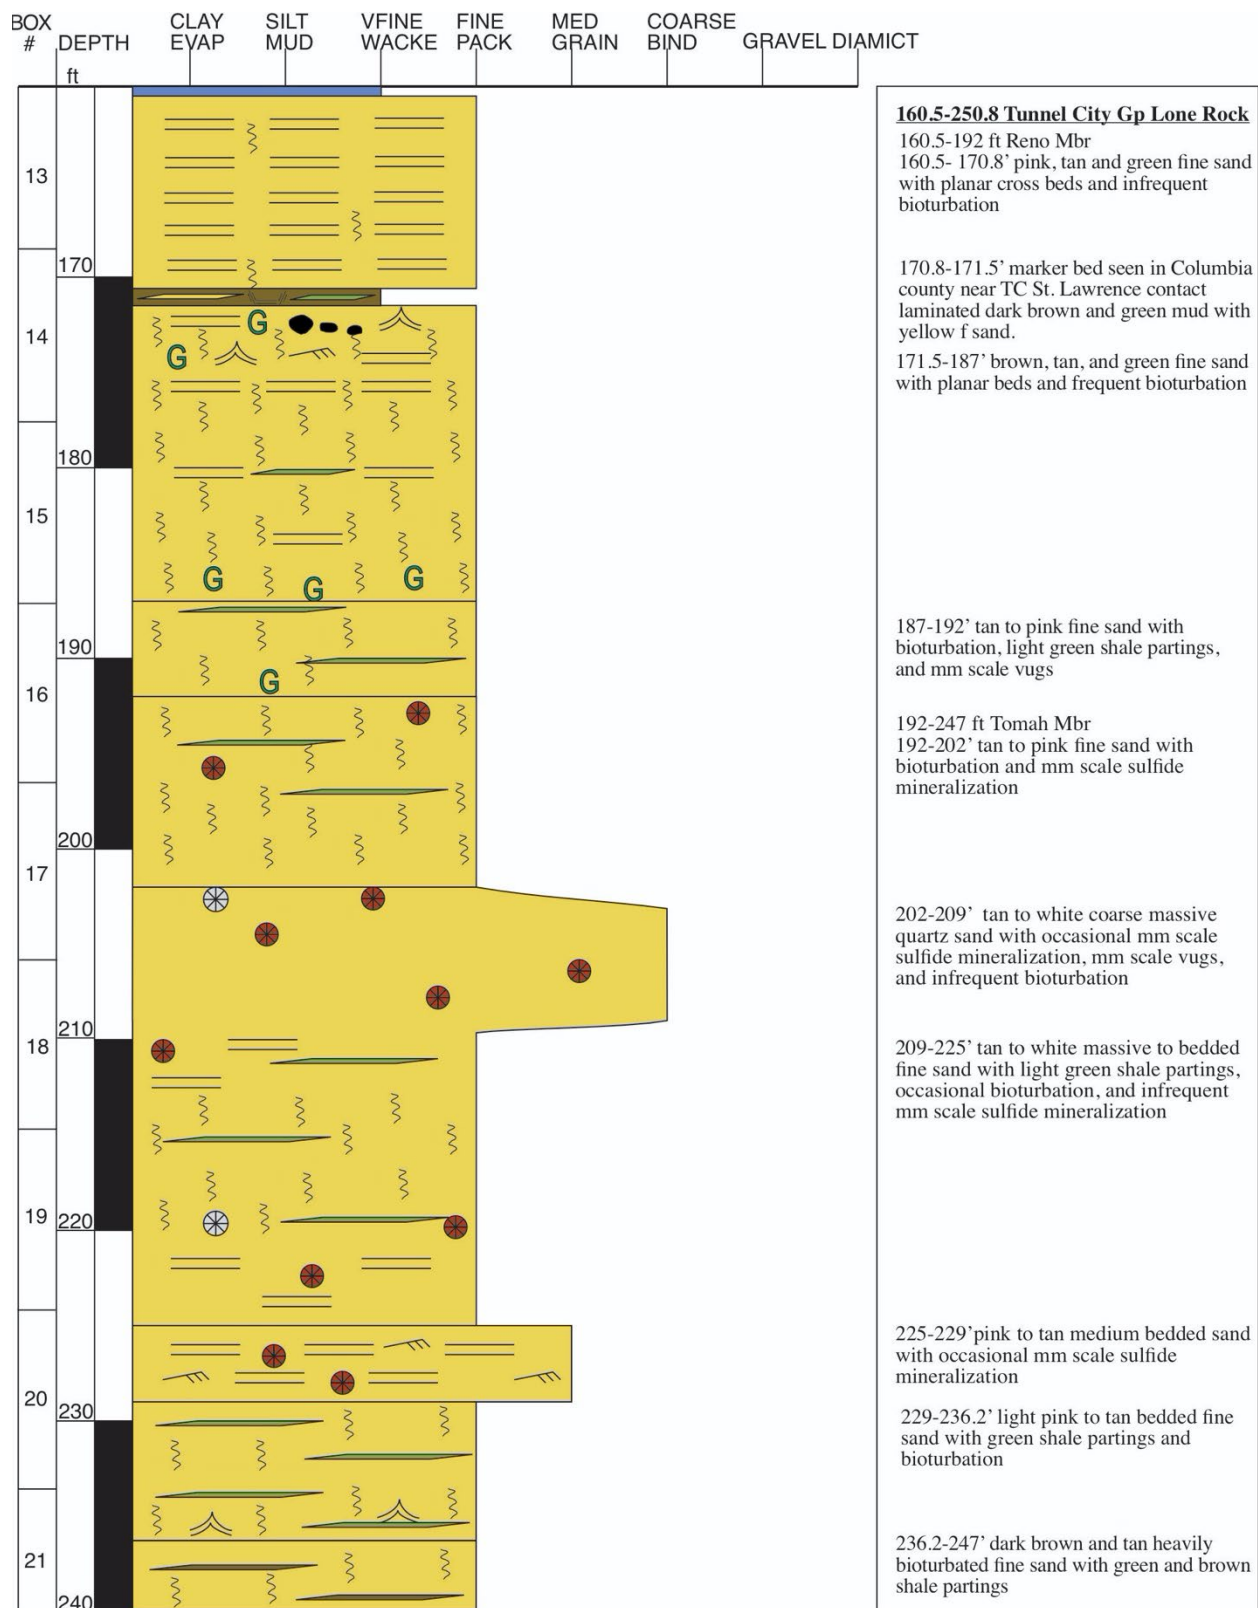 BOX #
DEPTH
CLAY EVAP
SILT MUD
VFINE WACKE
FINE PACK
MED GRAIN
COARSE BIND
GRAVEL DIAMICT
ft
160.5-250.8 Tunnel City Gp Lone Rock
160.5-192 ft Reno Mbr
160.5- 170.8’ pink, tan and green fine sand
with planar cross beds and infrequent
bioturbation
13
170
170.8-171.5’ marker bed seen in Columbia
county near TC St. Lawrence contact
laminated dark brown and green mud with
yellow f sand.
G
14
G
171.5-187’ brown, tan, and green fine sand
with planar beds and frequent bioturbation
180
15
G
G
G
187-192’ tan to pink fine sand with
bioturbation, light green shale partings,
and mm scale vugs
190
G
16
192-247 ft Tomah Mbr
192-202’ tan to pink fine sand with
bioturbation and mm scale sulfide
mineralization
200
17
202-209’ tan to white coarse massive
quartz sand with occasional mm scale
sulfide mineralization, mm scale vugs,
and infrequent bioturbation
210
18
209-225’ tan to white massive to bedded
fine sand with light green shale partings,
occasional bioturbation, and infrequent
mm scale sulfide mineralization
19
220
225-229’pink to tan medium bedded sand
with occasional mm scale sulfide
mineralization
20
230
229-236.2’ light pink to tan bedded fine
sand with green shale partings and
bioturbation
21
236.2-247’ dark brown and tan heavily
bioturbated fine sand with green and brown
shale partings
240